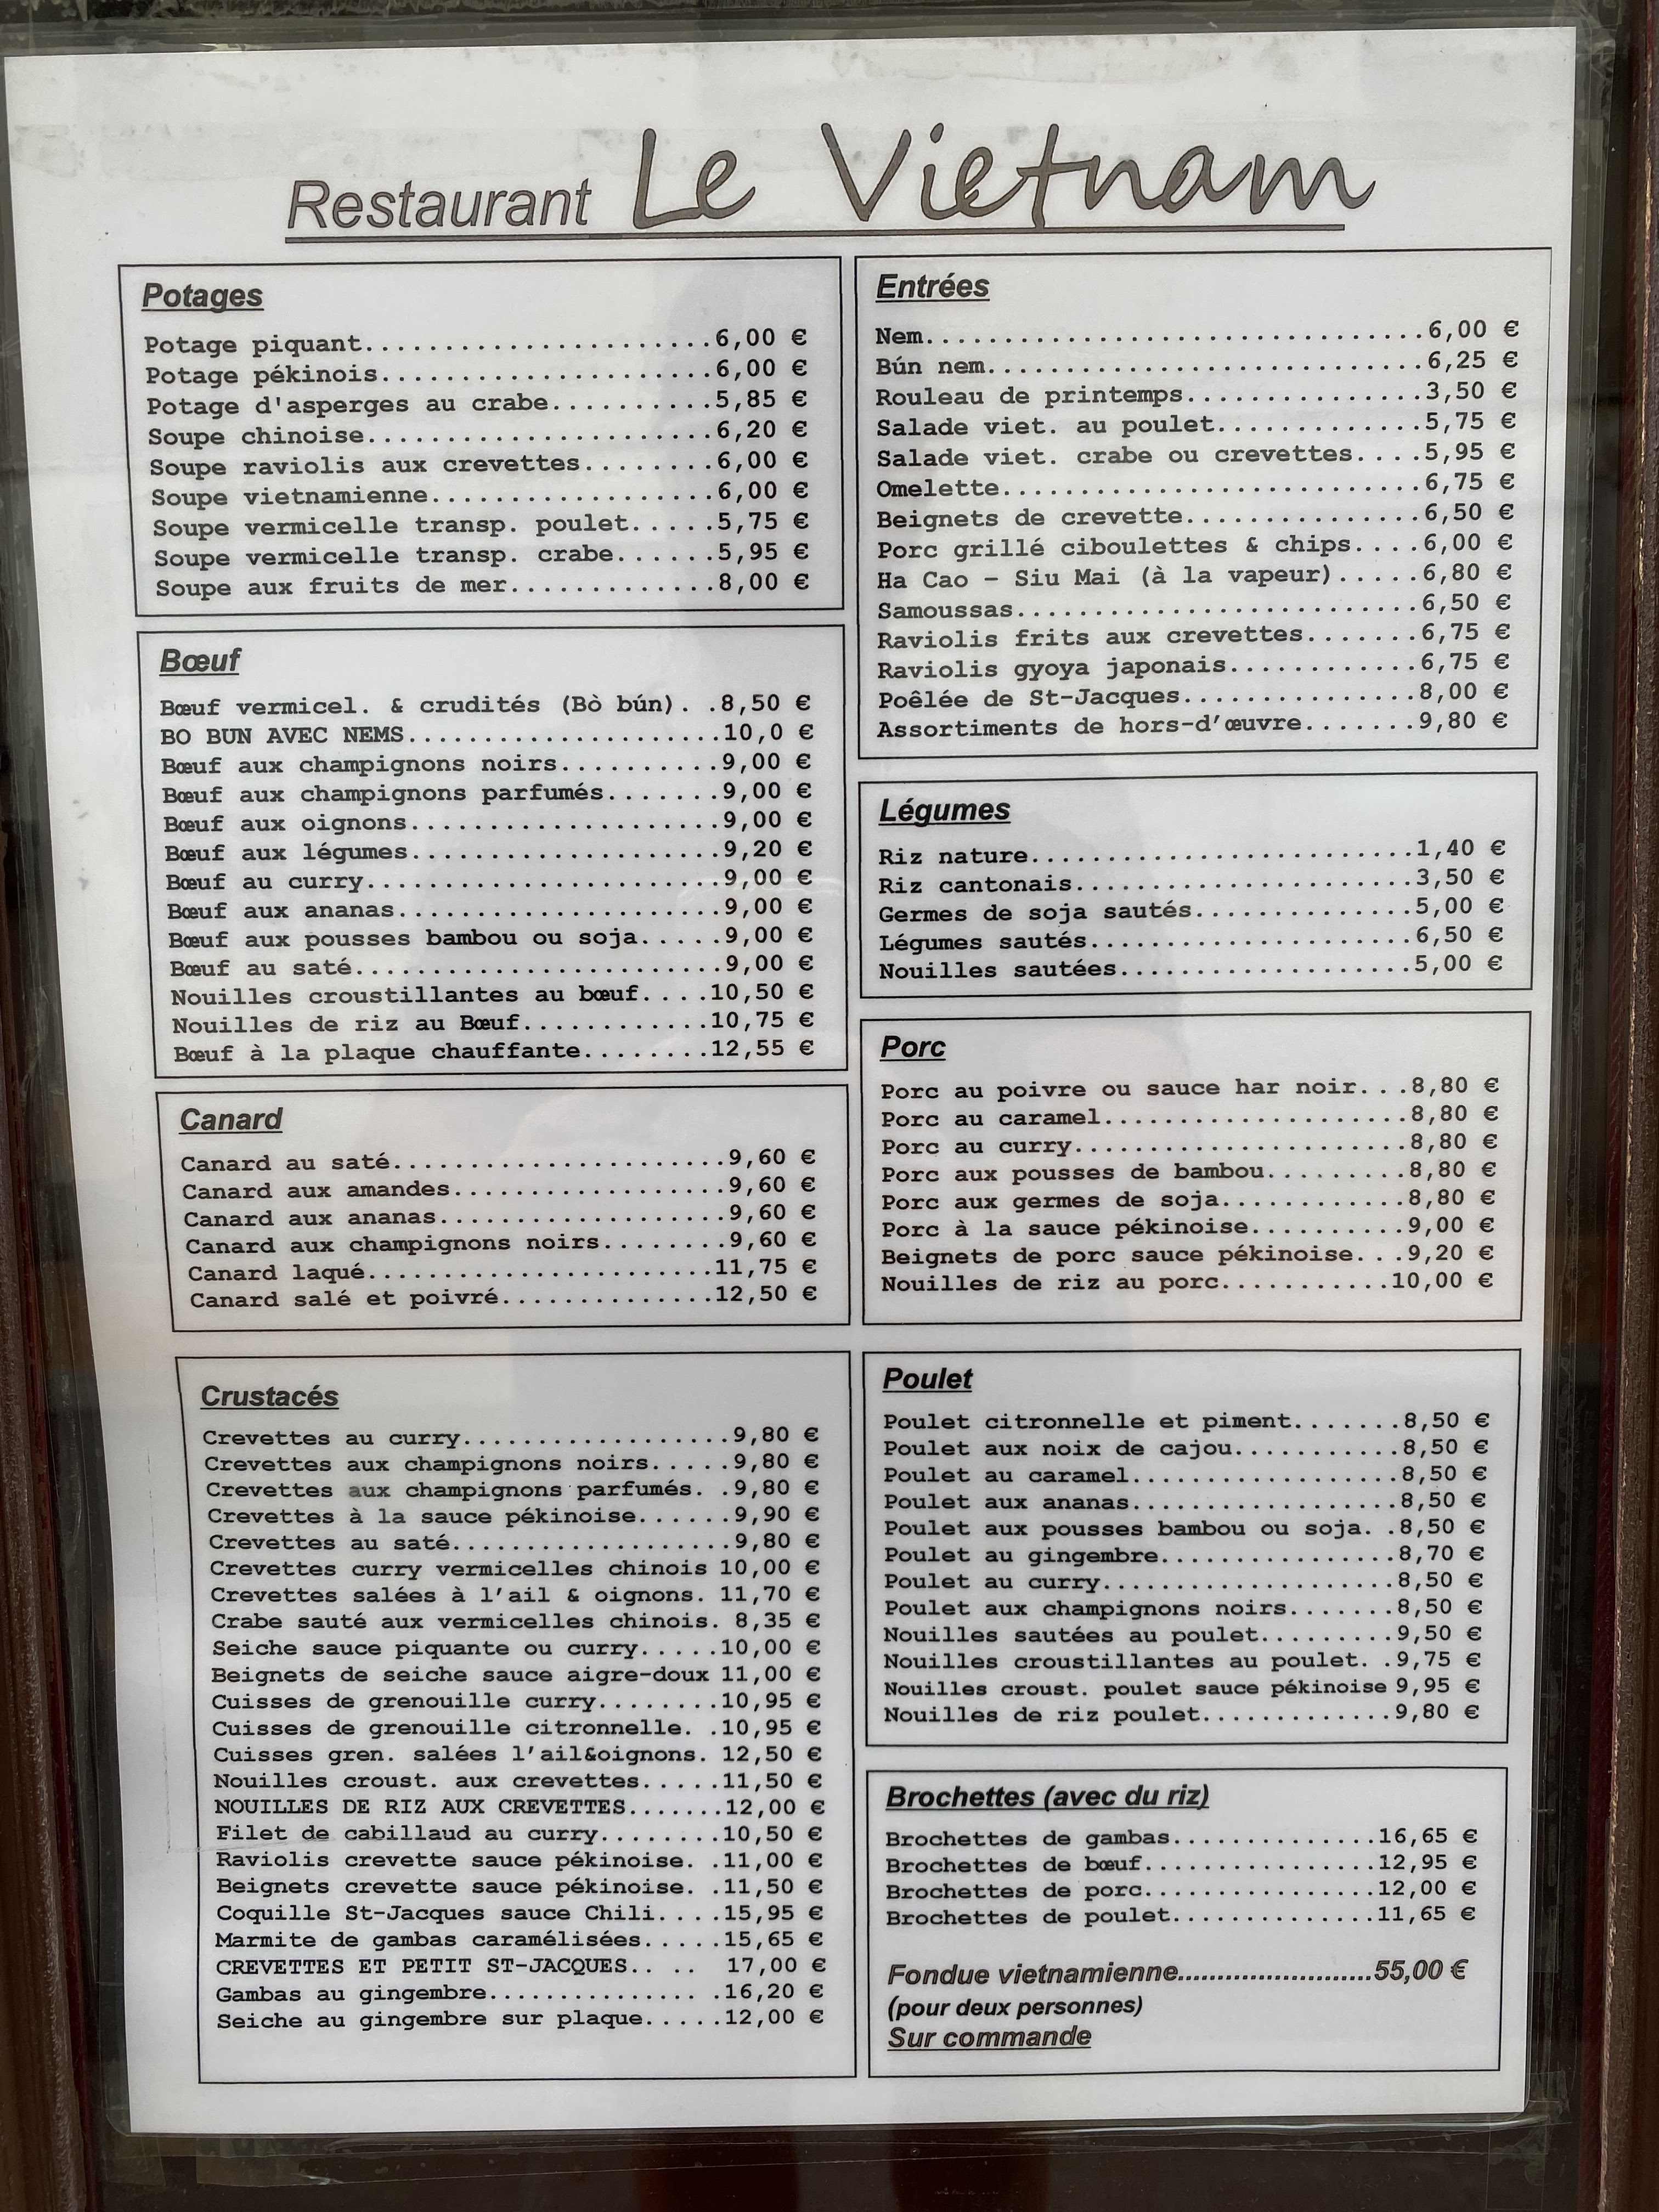 Restaurant Le Vietnam
Potages
Potage piquant......................6,00 €
Potage pékinois.....................6,00 €
Potage d'asperges au crabe..........5,85 €
Soupe chinoise......................6,20 €
Soupe raviolis aux crevettes........6,00 €
Soupe vietnamienne..................6,00 €
Soupe vermicelle transp. poulet.....5,75 €
Soupe vermicelle transp. crabe......5,95 €
Soupe aux fruits de mer.............8,00 €
Bœuf
Bœuf vermicel. & crudités (Bò bún). .8,50 €
BO BUN AVEC NEMS....................10,0 €
Bœuf aux champignons noirs..........9,00 €
Bœuf aux champignons parfumés.......9,00 €
Bœuf aux oignons....................9,00 €
Bœuf aux légumes....................9,20 €
Bœuf au curry.......................9,00 €
Bœuf aux ananas.....................9,00 €
Bœuf aux pousses bambou ou soja.....9,00 €
Bœuf au saté........................9,00 €
Nouilles croustillantes au bœuf....10,50 €
Nouilles de riz au Bœuf............10,75 €
Bœuf à la plaque chauffante........12,55 €
Canard
Canard au saté......................9,60 €
Canard aux amandes..................9,60 €
Canard aux ananas...................9,60 €
Canard aux champignons noirs........9,60 €
Canard laqué.......................11,75 €
Canard salé et poivré..............12,50 €
Crustacés
Crevettes au curry..................9,80 €
Crevettes aux champignons noirs.....9,80 €
Crevettes aux champignons parfumés. .9,80 €
Crevettes à la sauce pékinoise......9,90 €
Crevettes au saté...................9,80 €
Crevettes curry vermicelles chinois 10,00 €
Crevettes salées à l'ail & oignons. 11,70 €
Crabe sauté aux vermicelles chinois. 8,35 €
Seiche sauce piquante ou curry.....10,00 €
Beignets de seiche sauce aigre-doux 11,00 €
Cuisses de grenouille curry........10,95 €
Cuisses de grenouille citronnelle. .10,95 €
Cuisses gren. salées l'ail&oignons. 12,50 €
Nouilles croust. aux crevettes.....11,50 €
NOUILLES DE RIZ AUX CREVETTES.......12,00 €
Filet de cabillaud au curry........10,50 €
Raviolis crevette sauce pékinoise. .11,00 €
Beignets crevette sauce pékinoise. .11,50 €
Coquille St-Jacques sauce Chili....15,95 €
Marmite de gambas caramélisées.....15,65 €
CREVETTES ET PETIT ST-JACQUES.. .. 17,00 €
Gambas au gingembre............. .16,20 €
Seiche au gingembre sur plaque.....12,00 €
Entrées
Nem................................6,00 €
Bún nem............................6,25 €
Rouleau de printemps...............3,50 €
Salade viet. au poulet.............5,75 €
Salade viet. crabe ou crevettes....5,95 €
Omelette...........................6,75 €
Beignets de crevette...............6,50 €
Porc grillé ciboulettes & chips....6,00 €
Ha Cao - Siu Mai (à la vapeur).....6,80 €
Samoussas..........................6,50 €
Raviolis frits aux crevettes.......6,75 €
Raviolis gyoya japonais............6,75 €
Poêlée de St-Jacques...............8,00 €
Assortiments de hors-d'œuvre.......9,80 €
Légumes
Riz nature.........................1,40 €
Riz cantonais......................3,50 €
Germes de soja sautés..............5,00 €
Légumes sautés.....................6,50 €
Nouilles sautées...................5,00 €
Porc
Porc au poivre ou sauce har noir...8,80 €
Porc au caramel....................8,80 €
Porc au curry......................8,80 €
Porc aux pousses de bambou.........8,80 €
Porc aux germes de soja............8,80 €
Porc à la sauce pékinoise..........9,00 €
Beignets de porc sauce pékinoise...9,20 €
Nouilles de riz au porc...........10,00 €
Poulet
Poulet citronnelle et piment.......8,50 €
Poulet aux noix de cajou...........8,50 €
Poulet au caramel..................8,50 €
Poulet aux ananas..................8,50 €
Poulet aux pousses bambou ou soja. .8,50 €
Poulet au gingembre................8,70 €
Poulet au curry....................8,50 €
Poulet aux champignons noirs.......8,50 €
Nouilles sautées au poulet.........9,50 €
Nouilles croustillantes au poulet. .9,75 €
Nouilles croust. poulet sauce pékinoise 9,95 €
Nouilles de riz poulet.............9,80 €
Brochettes (avec du riz)
Brochettes de gambas..............16,65 €
Brochettes de bœuf................12,95 €
Brochettes de porc................12,00 €
Brochettes de poulet..............11,65 €
Fondue vietnamienne........................55,00 €
(pour deux personnes)
Sur commande